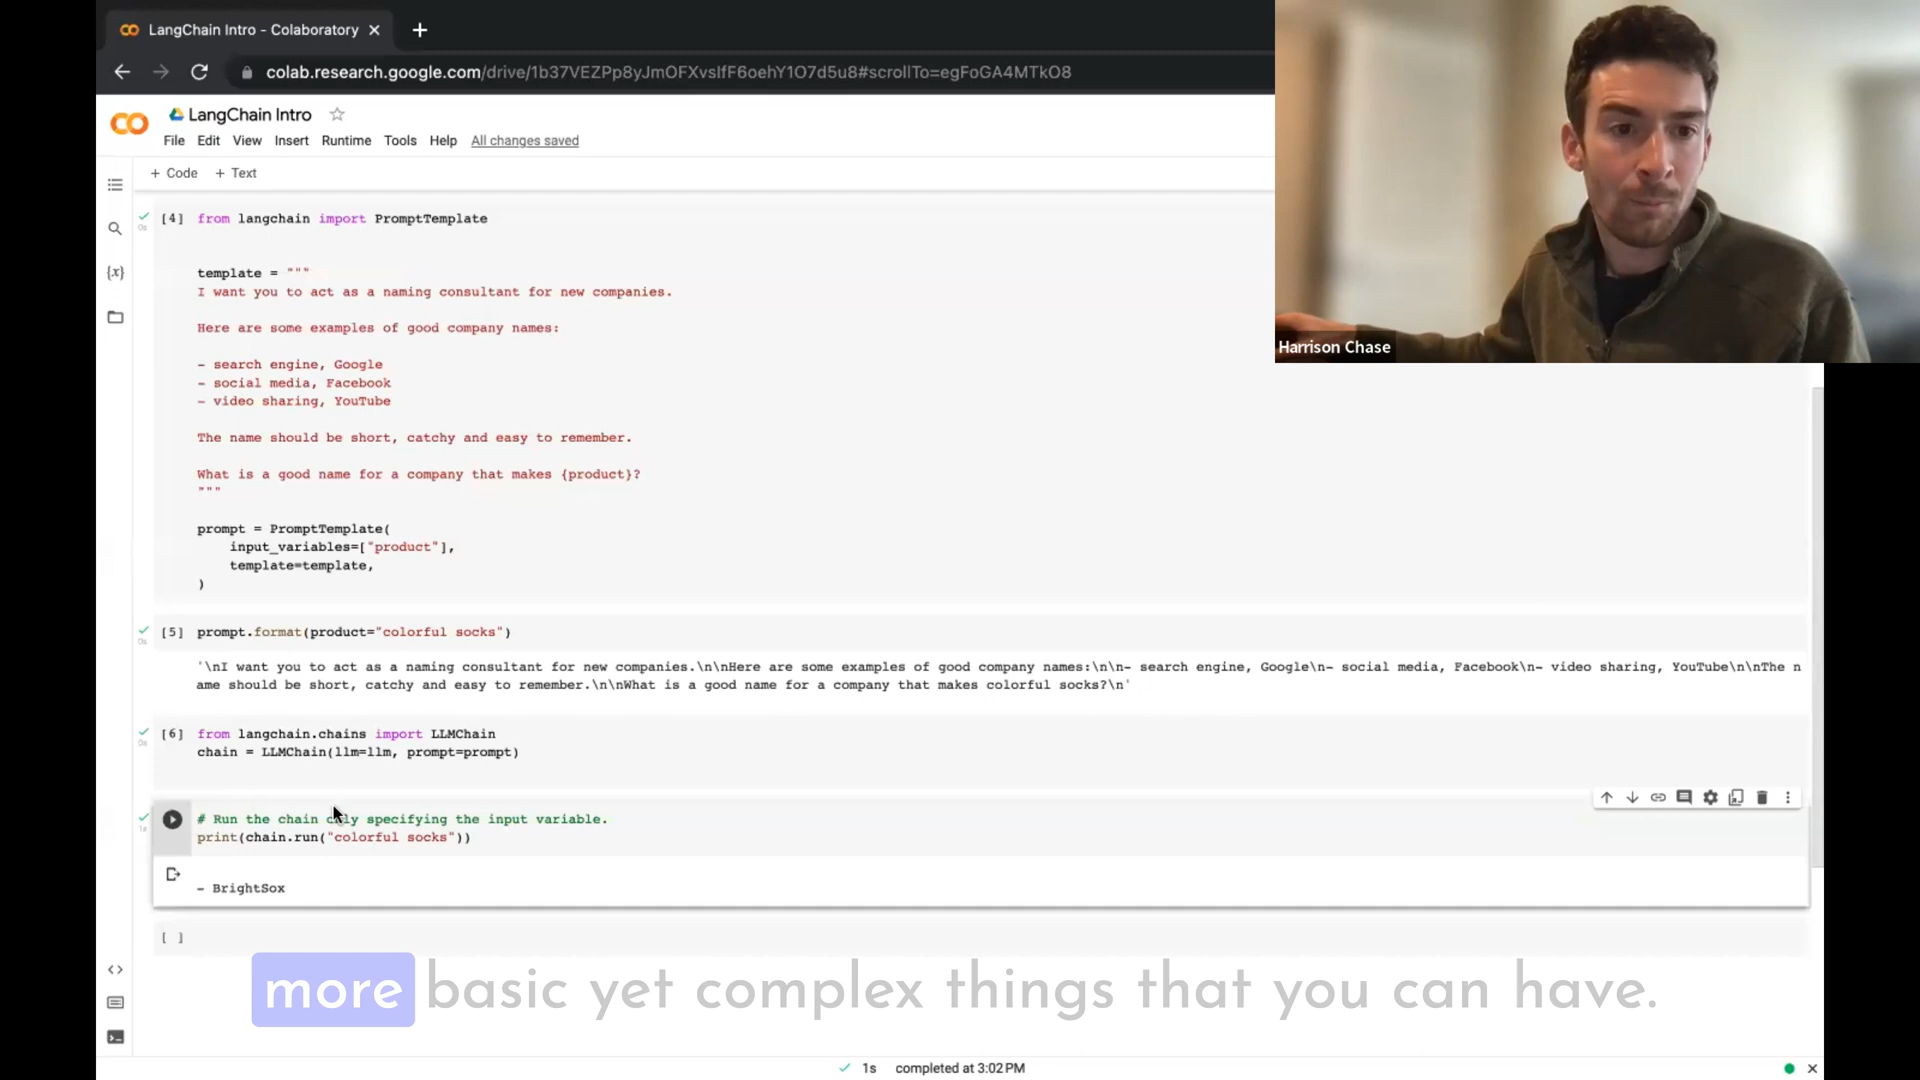 LangChain Intro - Colaboratory
colab.research.google.com/drive/1b37VEZPp8yJmOFXvslfF6oehY1O7d5u8#scrollTo=egFoGA4MTkO8
LangChain Intro
File Edit View Insert Runtime Tools Help All changes saved
+ Code + Text
[4] from langchain import PromptTemplate
0s
template = """
I want you to act as a naming consultant for new companies.
Here are some examples of good company names:
- search engine, Google
- social media, Facebook
- video sharing, YouTube
The name should be short, catchy and easy to remember.
What is a good name for a company that makes {product}?
"""
prompt = PromptTemplate(
input_variables=["product"],
template=template,
)
[5] prompt.format(product="colorful socks")
0s
'\nI want you to act as a naming consultant for new companies.\n\nHere are some examples of good company names:\n\n- search engine, Google\n- social media, Facebook\n- video sharing, YouTube\n\nThe n
ame should be short, catchy and easy to remember.\n\nWhat is a good name for a company that makes colorful socks?\n'
[6] from langchain.chains import LLMChain
0s
chain = LLMChain(llm=llm, prompt=prompt)
# Run the chain only specifying the input variable.
1s
print(chain.run("colorful socks"))
- BrightSox
[ ]
Harrison Chase
more basic yet complex things that you can have.
1s completed at 3:02 PM